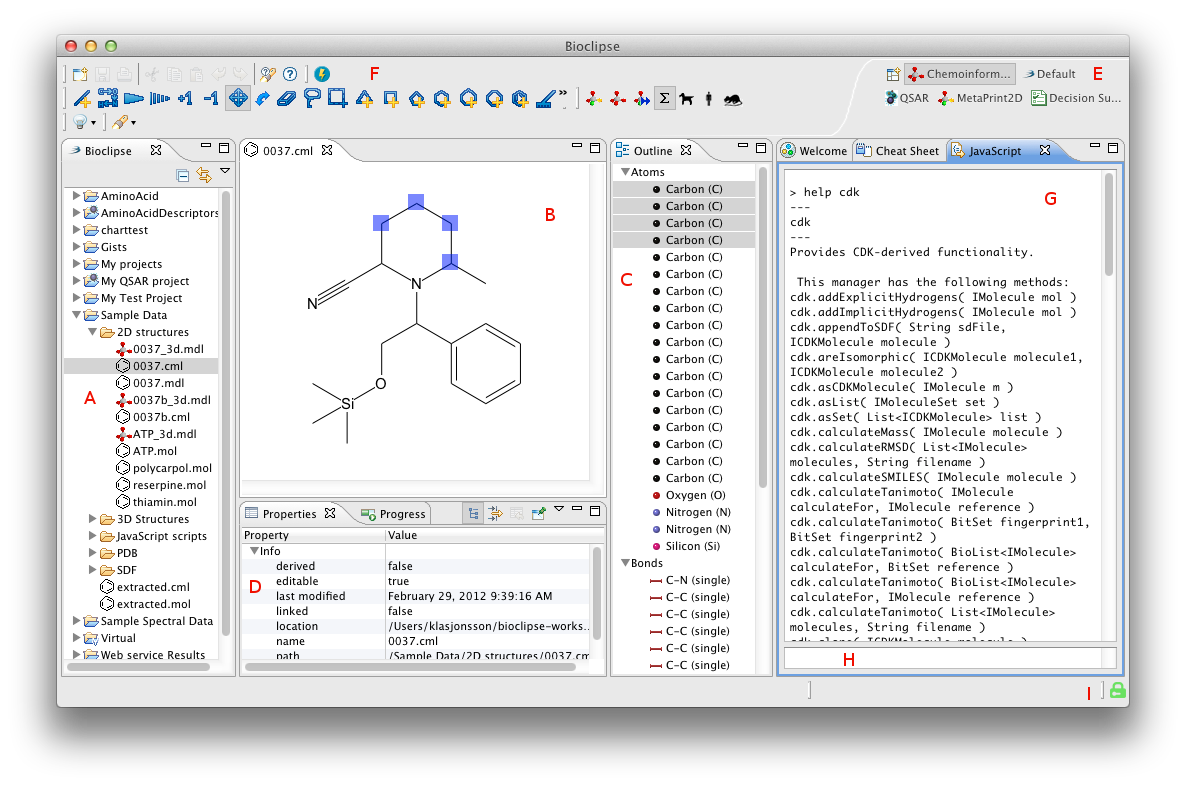 Bioclipse
F
Chemoinform...
Default
E
+1
-1
»
Σ
QSAR
MetaPrint2D
Decision Su...
Bioclipse
AminoAcid
AminoAcidDescriptors
charttest
Gists
My projects
My QSAR project
My Test Project
Sample Data
2D structures
0037_3d.mdl
0037.cml
0037.mdl
A
0037b_3d.mdl
0037b.cml
ATP_3d.mdl
ATP.mol
polycarpol.mol
reserpine.mol
thiamin.mol
3D Structures
JavaScript scripts
PDB
SDF
extracted.cml
extracted.mol
Sample Spectral Data
Virtual
Web service Results
0037.cml
B
N
N
O
Si
Properties
Progress
Property Value
Info
derived false
D
editable true
last modified February 29, 2012 9:39:16 AM
linked false
location /Users/klasjonsson/bioclipse-works..
name 0037.cml
path /Sample Data/2D structures/0037.cm
Outline
Atoms
Carbon (C)
Carbon (C)
Carbon (C)
Carbon (C)
Carbon (C)
Carbon (C)
C
Carbon (C)
Carbon (C)
Carbon (C)
Carbon (C)
Carbon (C)
Carbon (C)
Carbon (C)
Carbon (C)
Carbon (C)
Carbon (C)
Carbon (C)
Carbon (C)
Oxygen (O)
Nitrogen (N)
Nitrogen (N)
Silicon (Si)
Bonds
C-N (single)
C-C (single)
C-C (single)
C-C (single)
C-C (single)
C-C (single)
Welcome
Cheat Sheet
JavaScript
> help cdk
G
---
cdk
---
Provides CDK-derived functionality.
This manager has the following methods:
cdk.addExplicitHydrogens( IMolecule mol )
cdk.addImplicitHydrogens( IMolecule mol )
cdk.appendToSDF( String sdFile,
ICDKMolecule molecule )
cdk.areIsomorphic( ICDKMolecule molecule1,
ICDKMolecule molecule2 )
cdk.asCDKMolecule( IMolecule m )
cdk.asList( IMoleculeSet set )
cdk.asSet( List<ICDKMolecule> list )
cdk.calculateMass( IMolecule molecule )
cdk.calculateRMSD( List<IMolecule>
molecules, String filename )
cdk.calculateSMILES( IMolecule molecule )
cdk.calculateTanimoto( IMolecule
calculateFor, IMolecule reference )
cdk.calculateTanimoto( BitSet fingerprint1,
BitSet fingerprint2 )
cdk.calculateTanimoto( BioList<IMolecule>
calculateFor, BitSet reference )
cdk.calculateTanimoto( BioList<IMolecule>
calculateFor, IMolecule reference )
cdk.calculateTanimoto( List<IMolecule>
molecules, String filename )
cdk.clone( ICDKMolecule molecule )
H
I